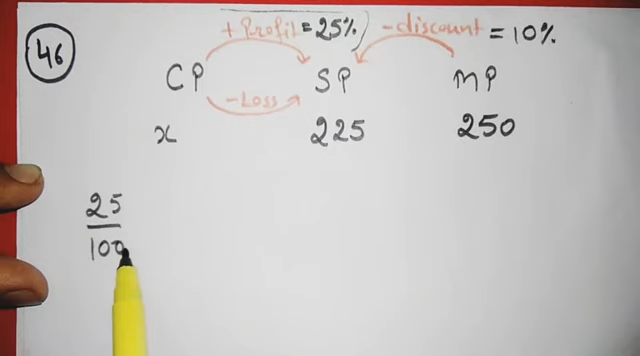 46
+ Profit = 25% - discount = 10%
CP SP MP
- Loss
x 225 250
25
100